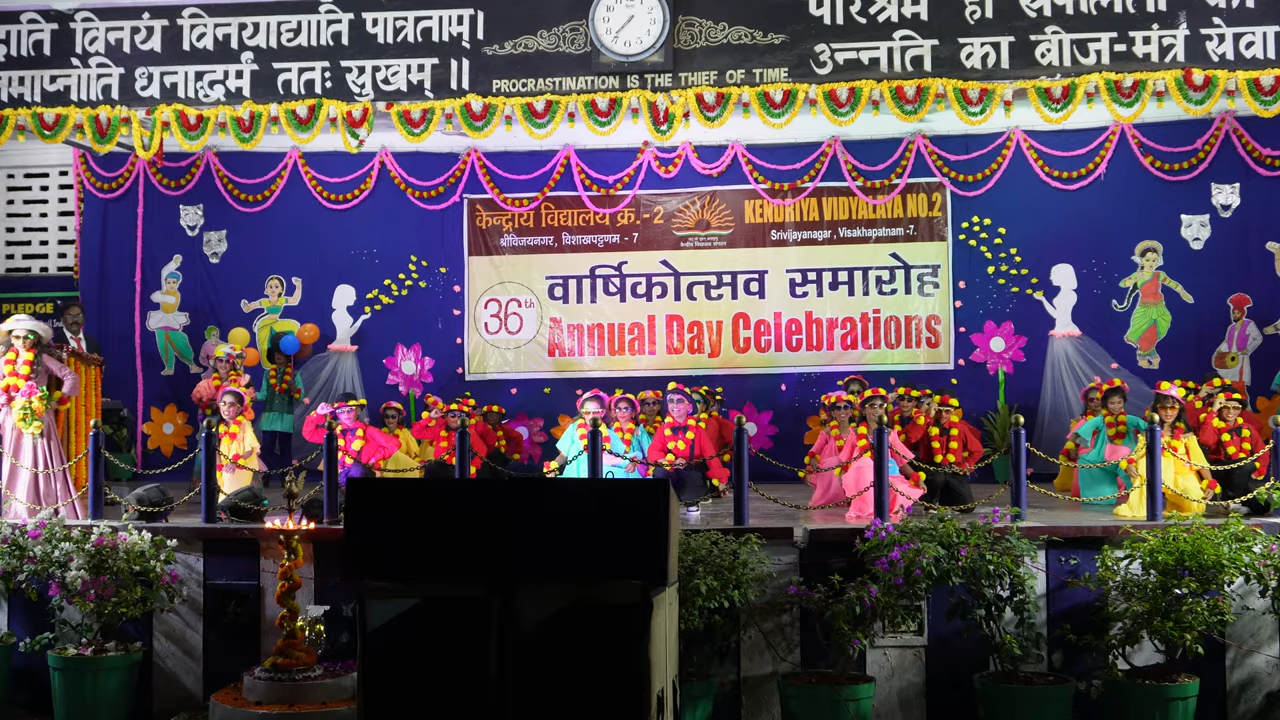 विनयं विनयाद्याति पात्रताम्।
धनाद्धर्मं ततः सुखम् ॥
PROCRASTINATION IS THE THIEF OF TIME.
परिश्रम ही सफलता
उन्नति का बीज-मंत्र सेवा
केन्द्रीय विद्यालय क्र.-2
श्रीविजयनगर, विशाखपट्टणम - 7
KENDRIYA VIDYALAYA NO.2
Srivijayanagar , Visakhapatnam -7.
36th
वार्षिकोत्सव समारोह
Annual Day Celebrations
PLEDGE